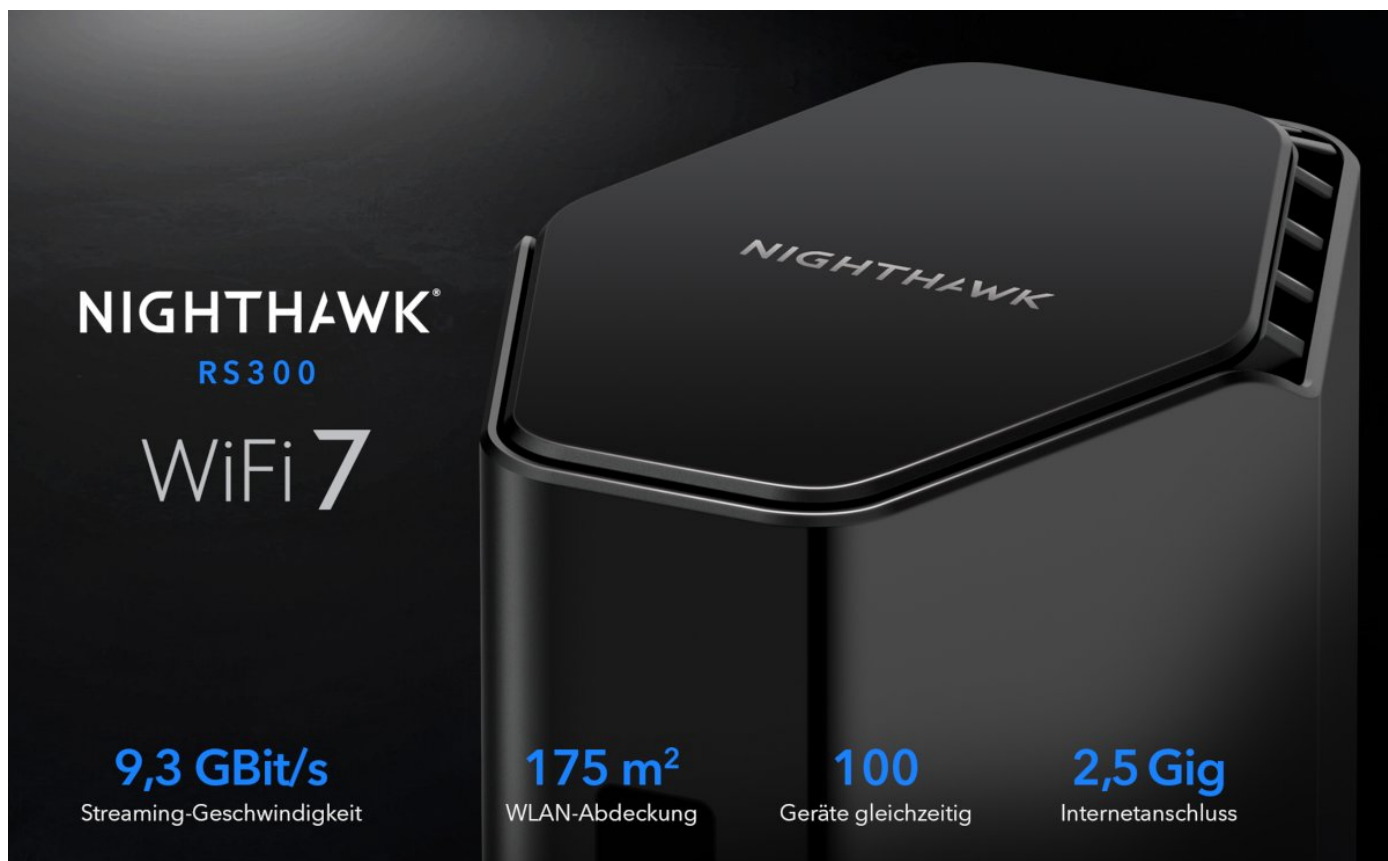 NIGHTHAWK
NIGHTHAWK®
RS300
WiFi 7
9,3 GBit/s
Streaming-Geschwindigkeit
175 m²
WLAN-Abdeckung
100
Geräte gleichzeitig
2,5 Gig
Internetanschluss